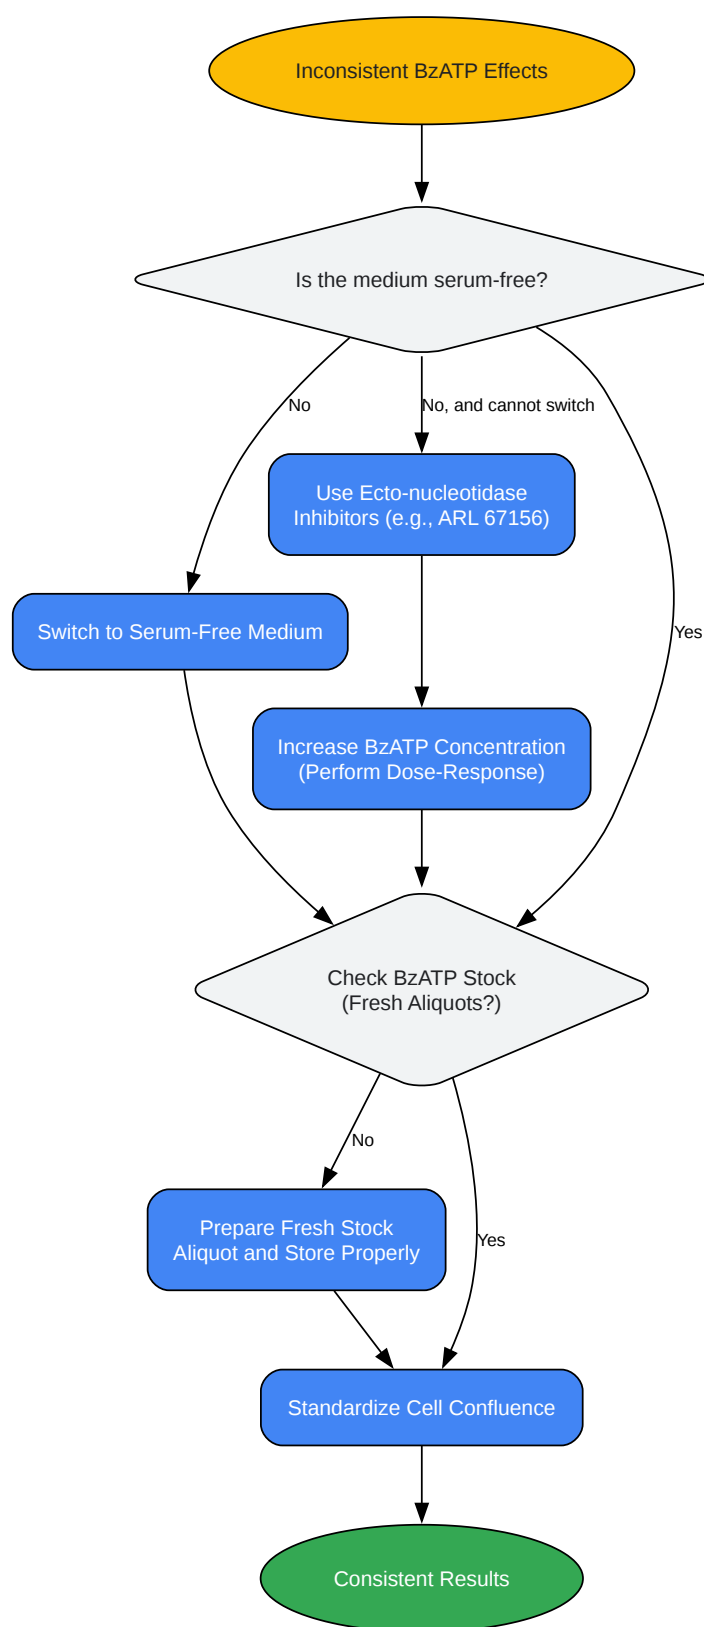 Inconsistent BzATP Effects
Is the medium serum-free?
No
No, and cannot switch
Use Ecto-nucleotidase
Inhibitors (e.g., ARL 67156)
Switch to Serum-Free Medium
Yes
Increase BzATP Concentration
(Perform Dose-Response)
Check BzATP Stock
(Fresh Aliquots?)
No
Prepare Fresh Stock
Aliquot and Store Properly
Yes
Standardize Cell Confluence
Consistent Results